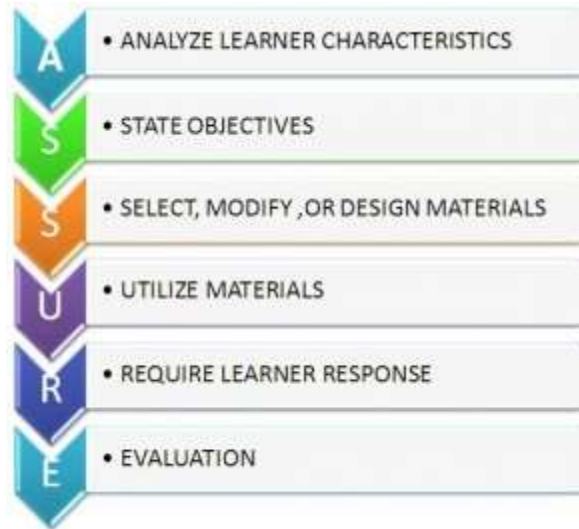 A
• ANALYZE LEARNER CHARACTERISTICS
S
• STATE OBJECTIVES
S
• SELECT, MODIFY ,OR DESIGN MATERIALS
U
• UTILIZE MATERIALS
R
• REQUIRE LEARNER RESPONSE
E
• EVALUATION